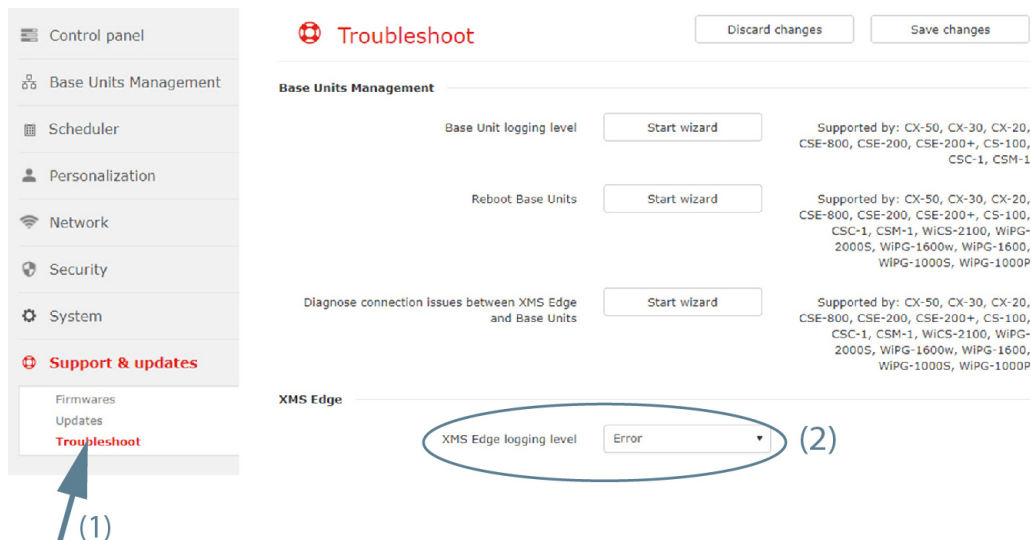 Control panel
Base Units Management
Scheduler
Personalization
Network
Security
System
Support & updates
Firmwares
Updates
Troubleshoot
(1)
Troubleshoot
Discard changes
Save changes
Base Units Management
Base Unit logging level
Start wizard
Supported by: CX-50, CX-30, CX-20,
CSE-800, CSE-200, CSE-200+, CS-100,
CSC-1, CSM-1
Reboot Base Units
Start wizard
Supported by: CX-50, CX-30, CX-20,
CSE-800, CSE-200, CSE-200+, CS-100,
CSC-1, CSM-1, WiCS-2100, WiPG-
2000S, WiPG-1600w, WiPG-1600,
WiPG-1000S, WiPG-1000P
Diagnose connection issues between XMS Edge
and Base Units
Start wizard
Supported by: CX-50, CX-30, CX-20,
CSE-800, CSE-200, CSE-200+, CS-100,
CSC-1, CSM-1, WiCS-2100, WiPG-
2000S, WiPG-1600w, WiPG-1600,
WiPG-1000S, WiPG-1000P
XMS Edge
XMS Edge logging level
Error
(2)